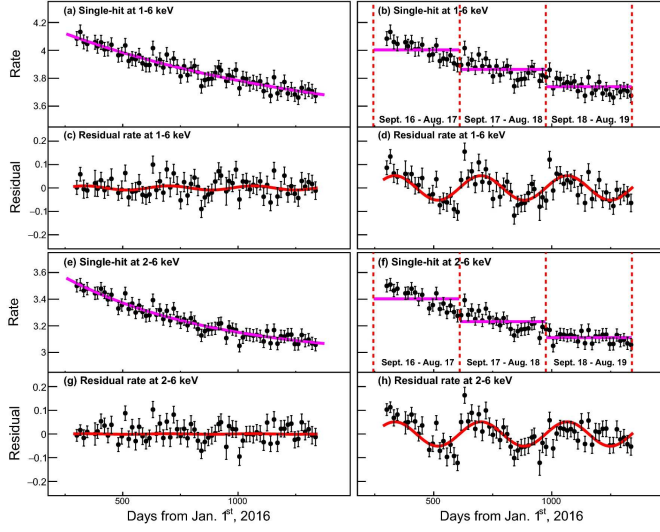 (a) Single-hit at 1-6 keV
(b) Single-hit at 1-6 keV
Rate
4.2
4
3.8
3.6
Sept. 16 - Aug. 17
Sept. 17 - Aug. 18
Sept. 18 - Aug. 19
(c) Residual rate at 1-6 keV
(d) Residual rate at 1-6 keV
Residual
0.2
0.1
0
−0.1
−0.2
(e) Single-hit at 2-6 keV
(f) Single-hit at 2-6 keV
Rate
3.6
3.4
3.2
3
Sept. 16 - Aug. 17
Sept. 17 - Aug. 18
Sept. 18 - Aug. 19
(g) Residual rate at 2-6 keV
(h) Residual rate at 2-6 keV
Residual
0.2
0.1
0
−0.1
−0.2
500
1000
500
1000
Days from Jan. 1st, 2016
Days from Jan. 1st, 2016